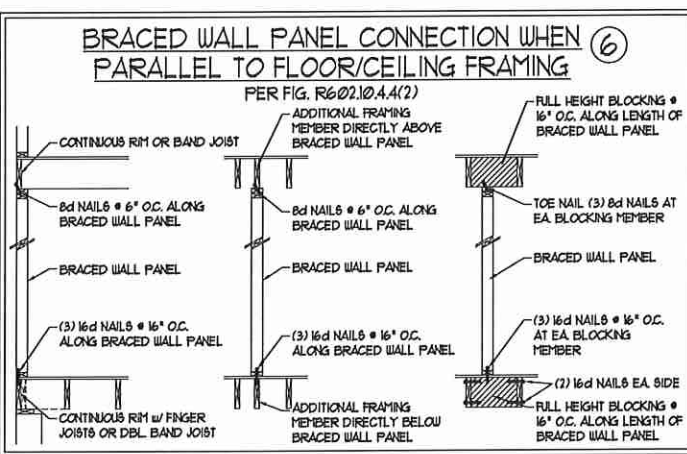 BRACED WALL PANEL CONNECTION WHEN
PARALLEL TO FLOOR/CEILING FRAMING
6
PER FIG. R602.10.4.4(2)
CONTINUOUS RIM OR BAND JOIST
8d NAILS @ 6" O.C. ALONG
BRACED WALL PANEL
BRACED WALL PANEL
(3) 16d NAILS @ 16" O.C.
ALONG BRACED WALL PANEL
CONTINUOUS RIM w/ FINGER
JOISTS OR DBL. BAND JOIST
ADDITIONAL FRAMING
MEMBER DIRECTLY ABOVE
BRACED WALL PANEL
8d NAILS @ 6" O.C. ALONG
BRACED WALL PANEL
BRACED WALL PANEL
(3) 16d NAILS @ 16" O.C.
ALONG BRACED WALL PANEL
ADDITIONAL FRAMING
MEMBER DIRECTLY BELOW
BRACED WALL PANEL
FULL HEIGHT BLOCKING @
16" O.C. ALONG LENGTH OF
BRACED WALL PANEL
TOE NAIL (3) 8d NAILS AT
EA. BLOCKING MEMBER
BRACED WALL PANEL
(3) 16d NAILS @ 16" O.C.
AT EA. BLOCKING
MEMBER
(2) 16d NAILS EA. SIDE
FULL HEIGHT BLOCKING @
16" O.C. ALONG LENGTH OF
BRACED WALL PANEL